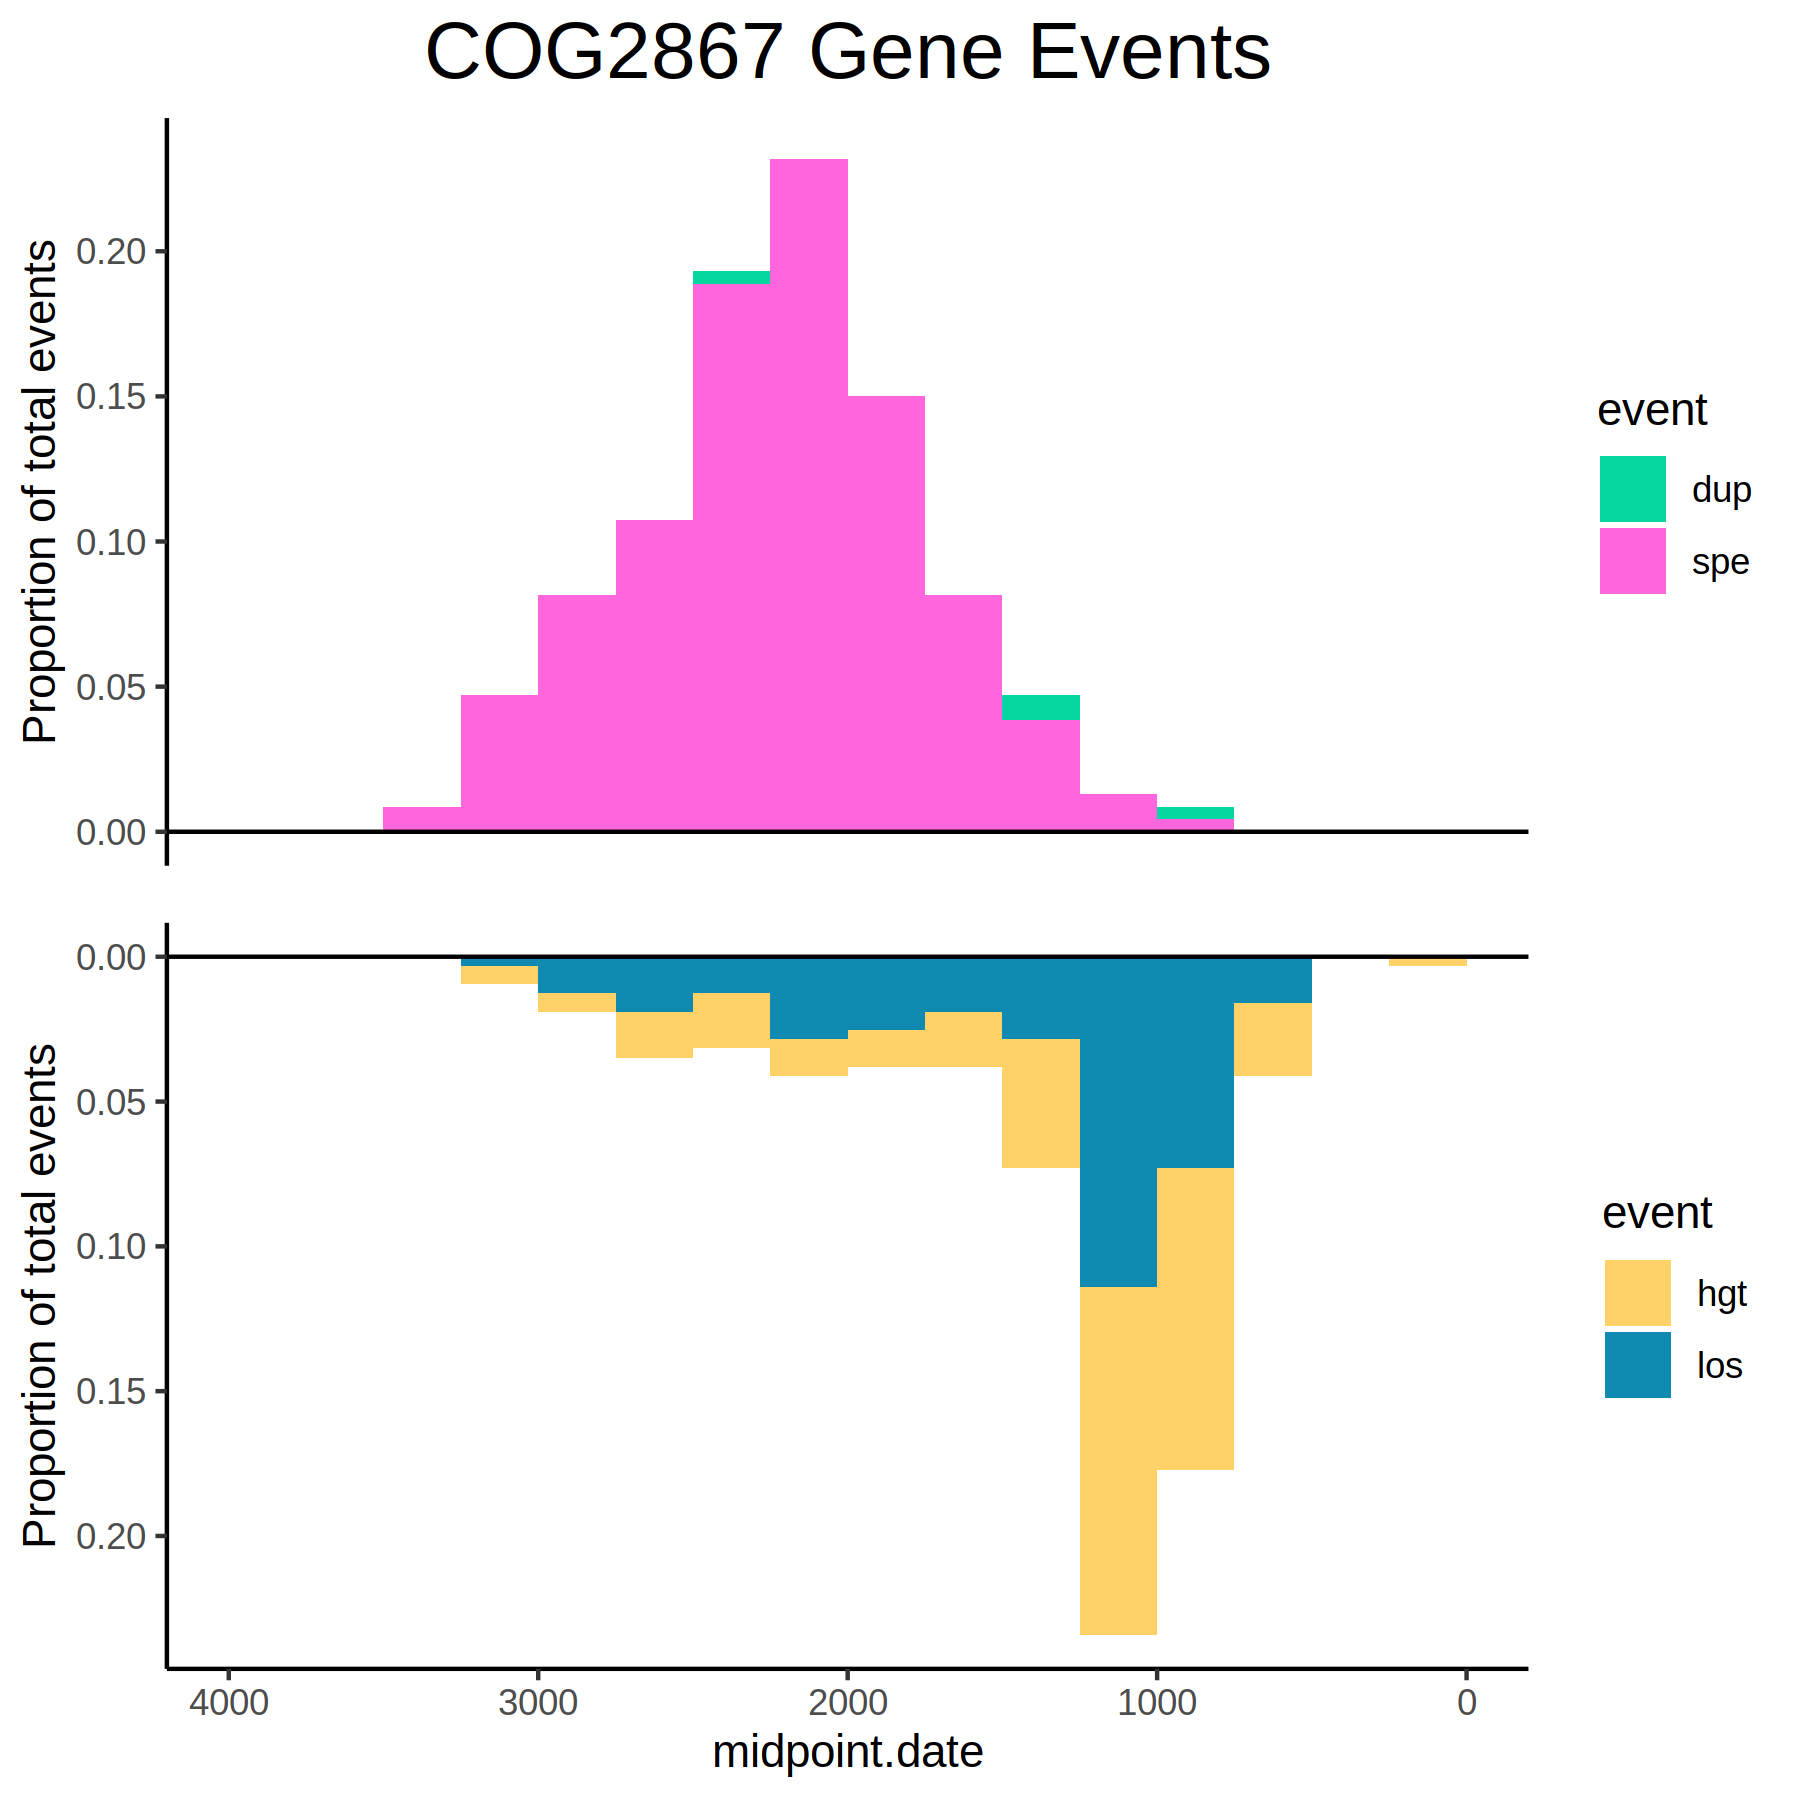 COG2867 Gene Events
Proportion of total events
0.20
0.15
0.10
0.05
0.00
event
dup
spe
Proportion of total events
0.00
0.05
0.10
0.15
0.20
event
hgt
los
4000 3000 2000 1000 0
midpoint.date